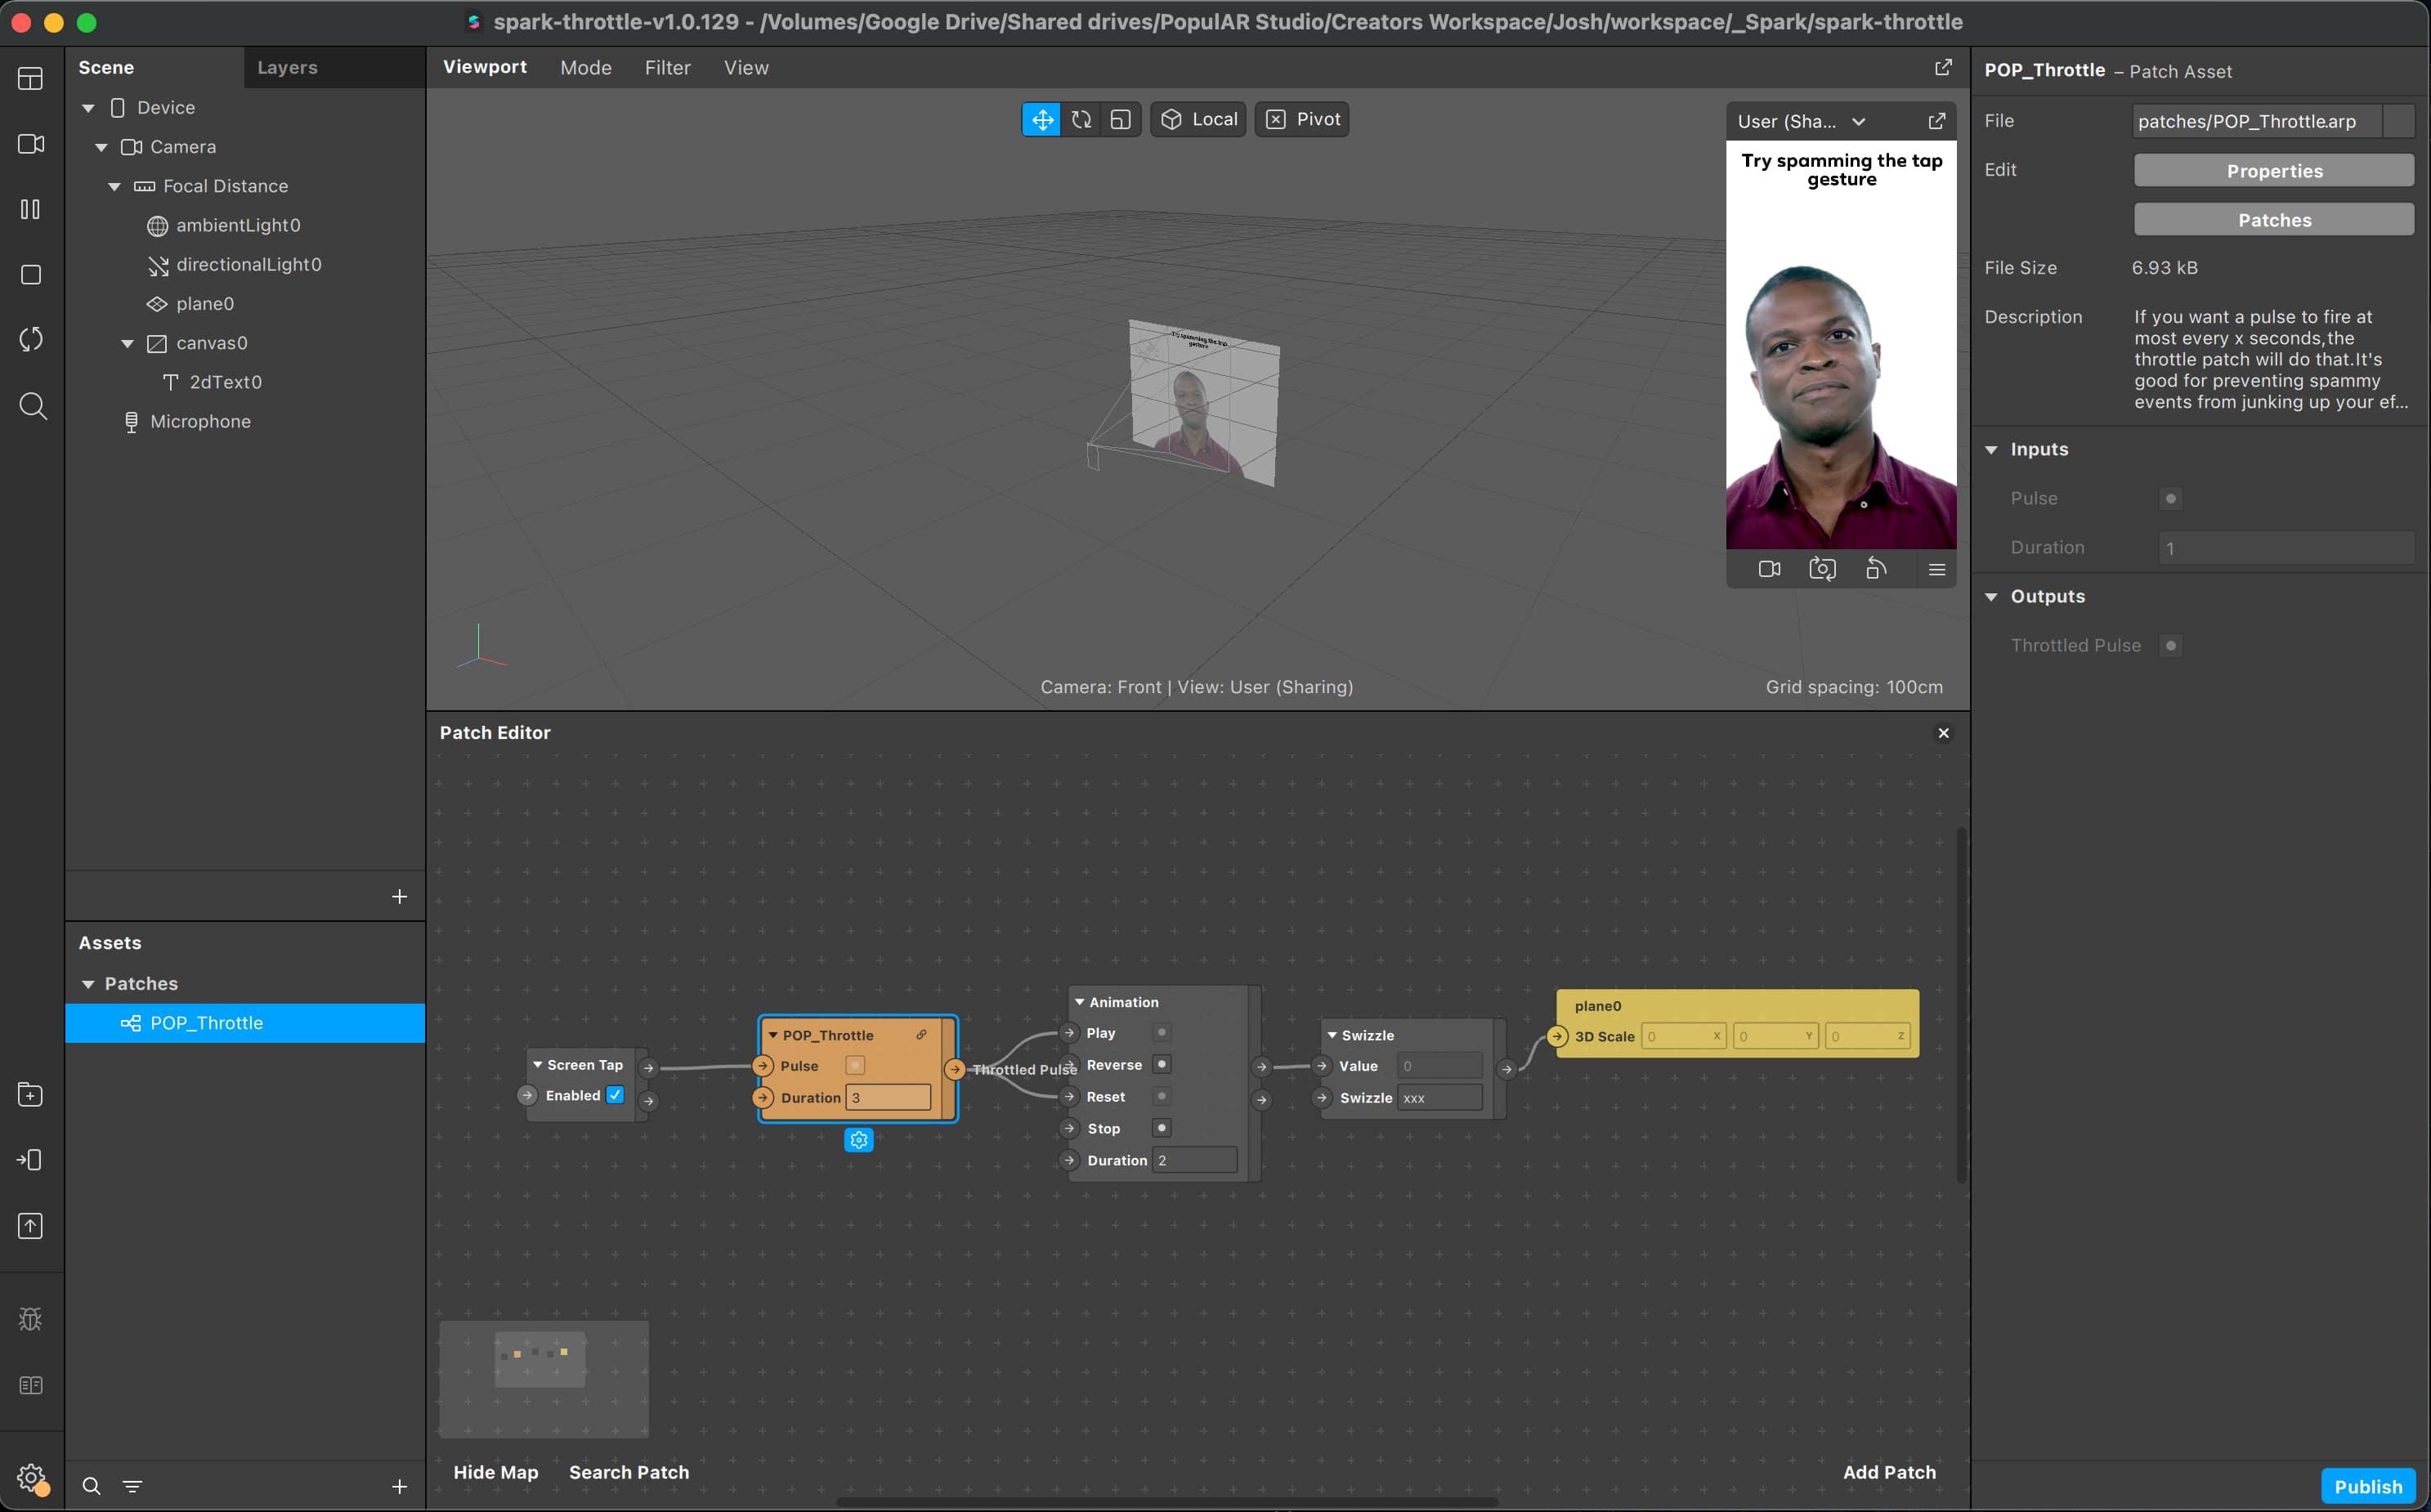 spark-throttle-v1.0.129 - /Volumes/Google Drive/Shared drives/PopulAR Studio/Creators Workspace/Josh/workspace/_Spark/spark-throttle
Scene
Layers
Device
Camera
Focal Distance
ambientLight0
directionalLight0
plane0
canvas0
2dText0
Microphone
Assets
Patches
POP_Throttle
Viewport
Mode
Filter
View
Local
Pivot
User (Sha...
Try spamming the tap
gesture
Try spamming the tap
gesture
Camera: Front | View: User (Sharing)
Grid spacing: 100cm
Patch Editor
Screen Tap
Enabled
POP_Throttle
Pulse
Duration 3
Throttled Pulse
Animation
Play
Reverse
Reset
Stop
Duration 2
Swizzle
Value 0
Swizzle xxx
plane0
3D Scale 0 X 0 Y 0 Z
Hide Map
Search Patch
Add Patch
POP_Throttle – Patch Asset
File patches/POP_Throttle.arp
Edit Properties
Patches
File Size 6.93 kB
Description If you want a pulse to fire at
most every x seconds,the
throttle patch will do that.It's
good for preventing spammy
events from junking up your ef...
Inputs
Pulse
Duration 1
Outputs
Throttled Pulse
Publish